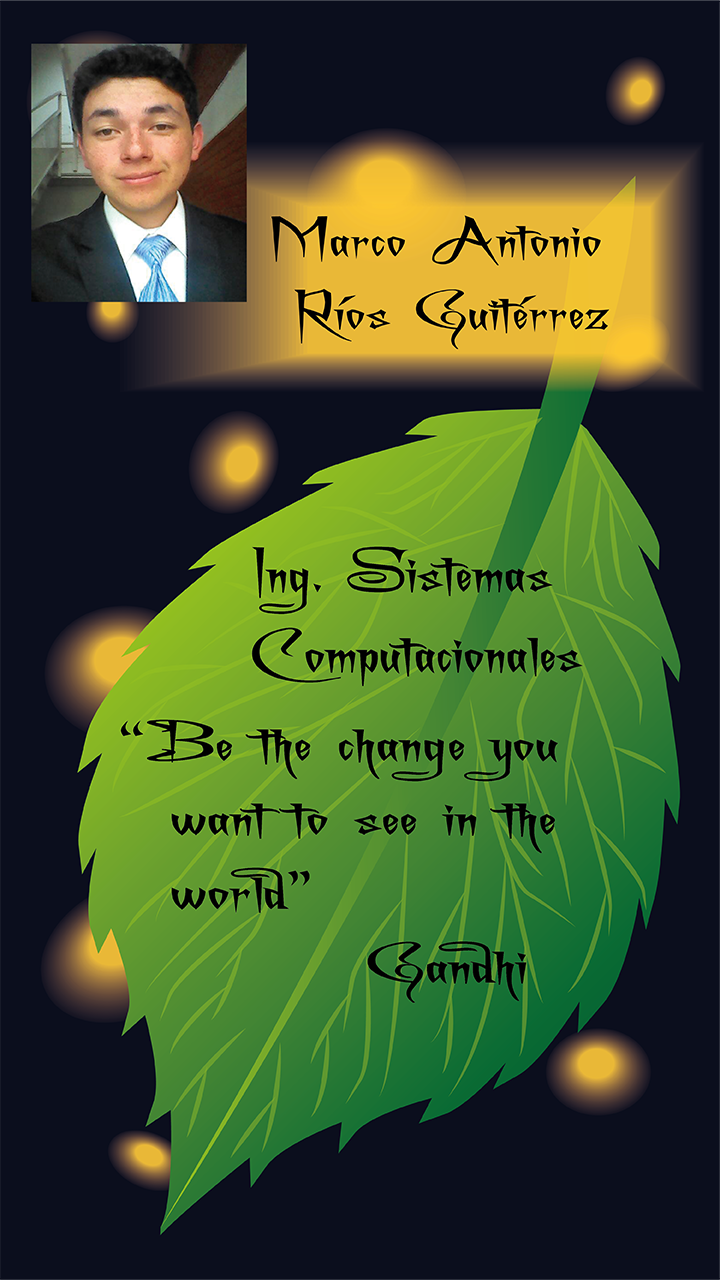 Marco Antonio
Ríos Guitérrez
Ing. Sistemas
Computacionales
“Be the change you
want to see in the
world”
Gandhi